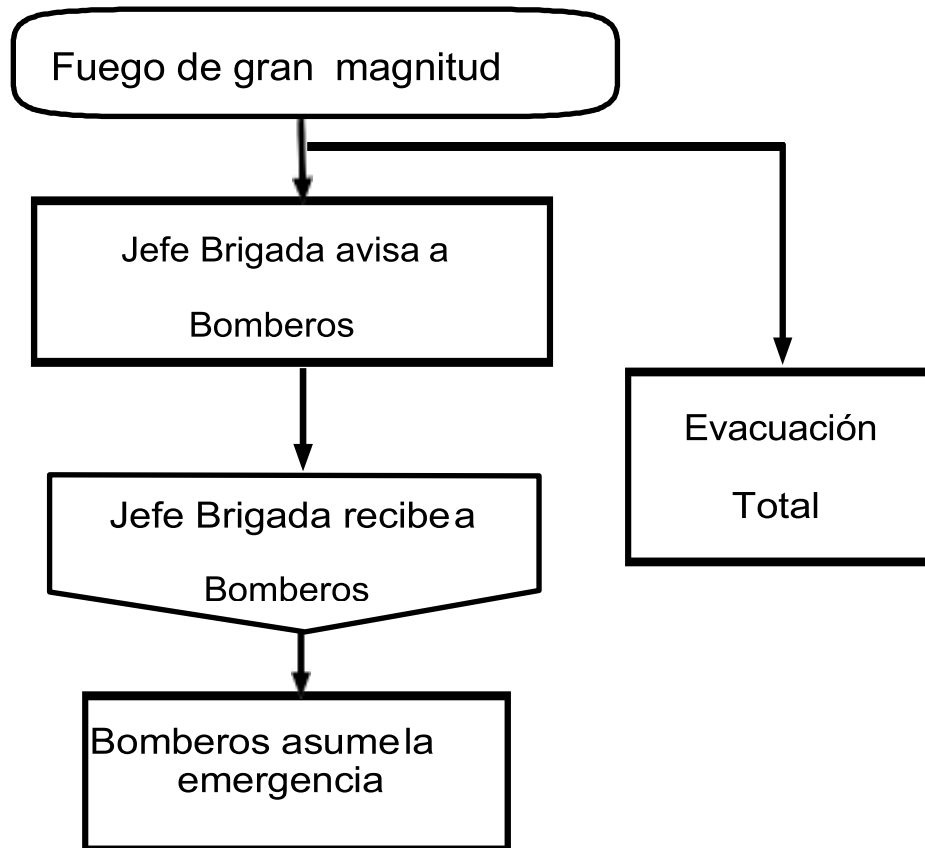 Fuego de gran magnitud
Jefe Brigada avisa a
Bomberos
Evacuación
Total
Jefe Brigada recibe a
Bomberos
Bomberos asume la
emergencia